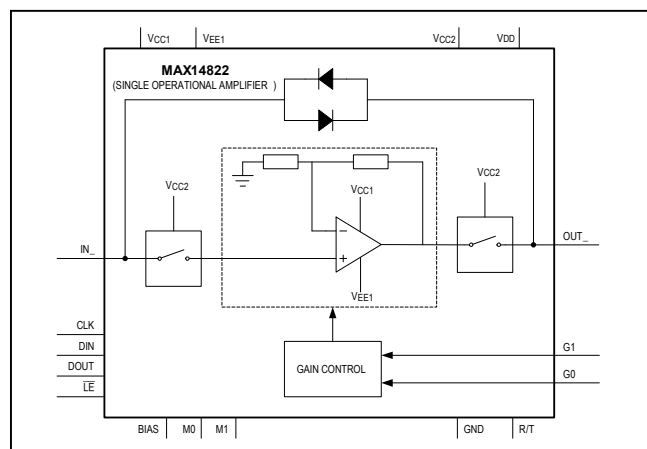 VCC1 VEE1 VCC2 VDD
MAX14822
(SINGLE OPERATIONAL AMPLIFIER )
VCC2 VCC1 VCC2
−
+
IN_ OUT_
VEE1
CLK
DIN G1
DOUT GAIN CONTROL
LE G0
BIAS M0 M1 GND R/T